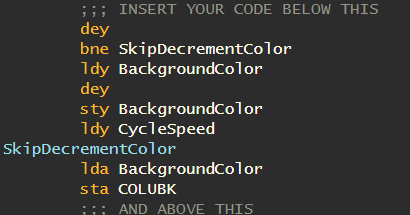 ;;; INSERT YOUR CODE BELOW THIS
dey
bne SkipDecrementColor
ldy BackgroundColor
dey
sty BackgroundColor
ldy CycleSpeed
SkipDecrementColor
lda BackgroundColor
sta COLUBK
;;; AND ABOVE THIS